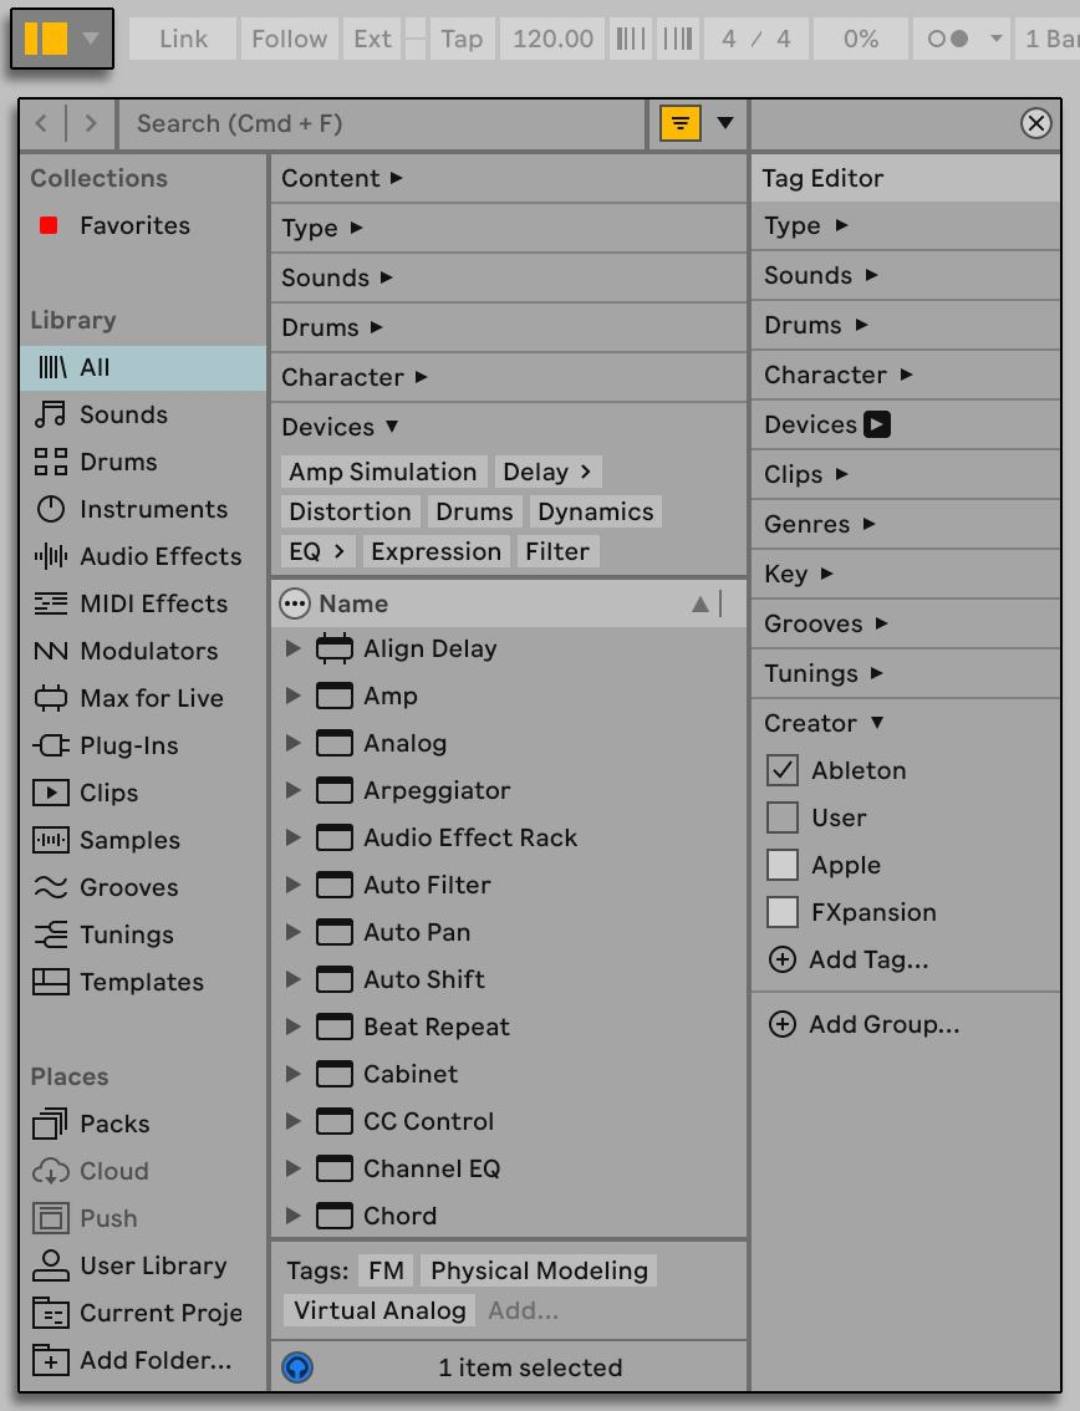 Link Follow Ext Tap 120.00 4 / 4 0% 1 Bar
Search (Cmd + F)
Collections
Favorites
Library
All
Sounds
Drums
Instruments
Audio Effects
MIDI Effects
Modulators
Max for Live
Plug-Ins
Clips
Samples
Grooves
Tunings
Templates
Places
Packs
Cloud
Push
User Library
Current Proje
Add Folder...
Content
Type
Sounds
Drums
Character
Devices
Amp Simulation Delay >
Distortion Drums Dynamics
EQ > Expression Filter
Name
Align Delay
Amp
Analog
Arpeggiator
Audio Effect Rack
Auto Filter
Auto Pan
Auto Shift
Beat Repeat
Cabinet
CC Control
Channel EQ
Chord
Tags: FM Physical Modeling
Virtual Analog Add...
1 item selected
Tag Editor
Type
Sounds
Drums
Character
Devices
Clips
Genres
Key
Grooves
Tunings
Creator
Ableton
User
Apple
FXpansion
Add Tag...
Add Group...